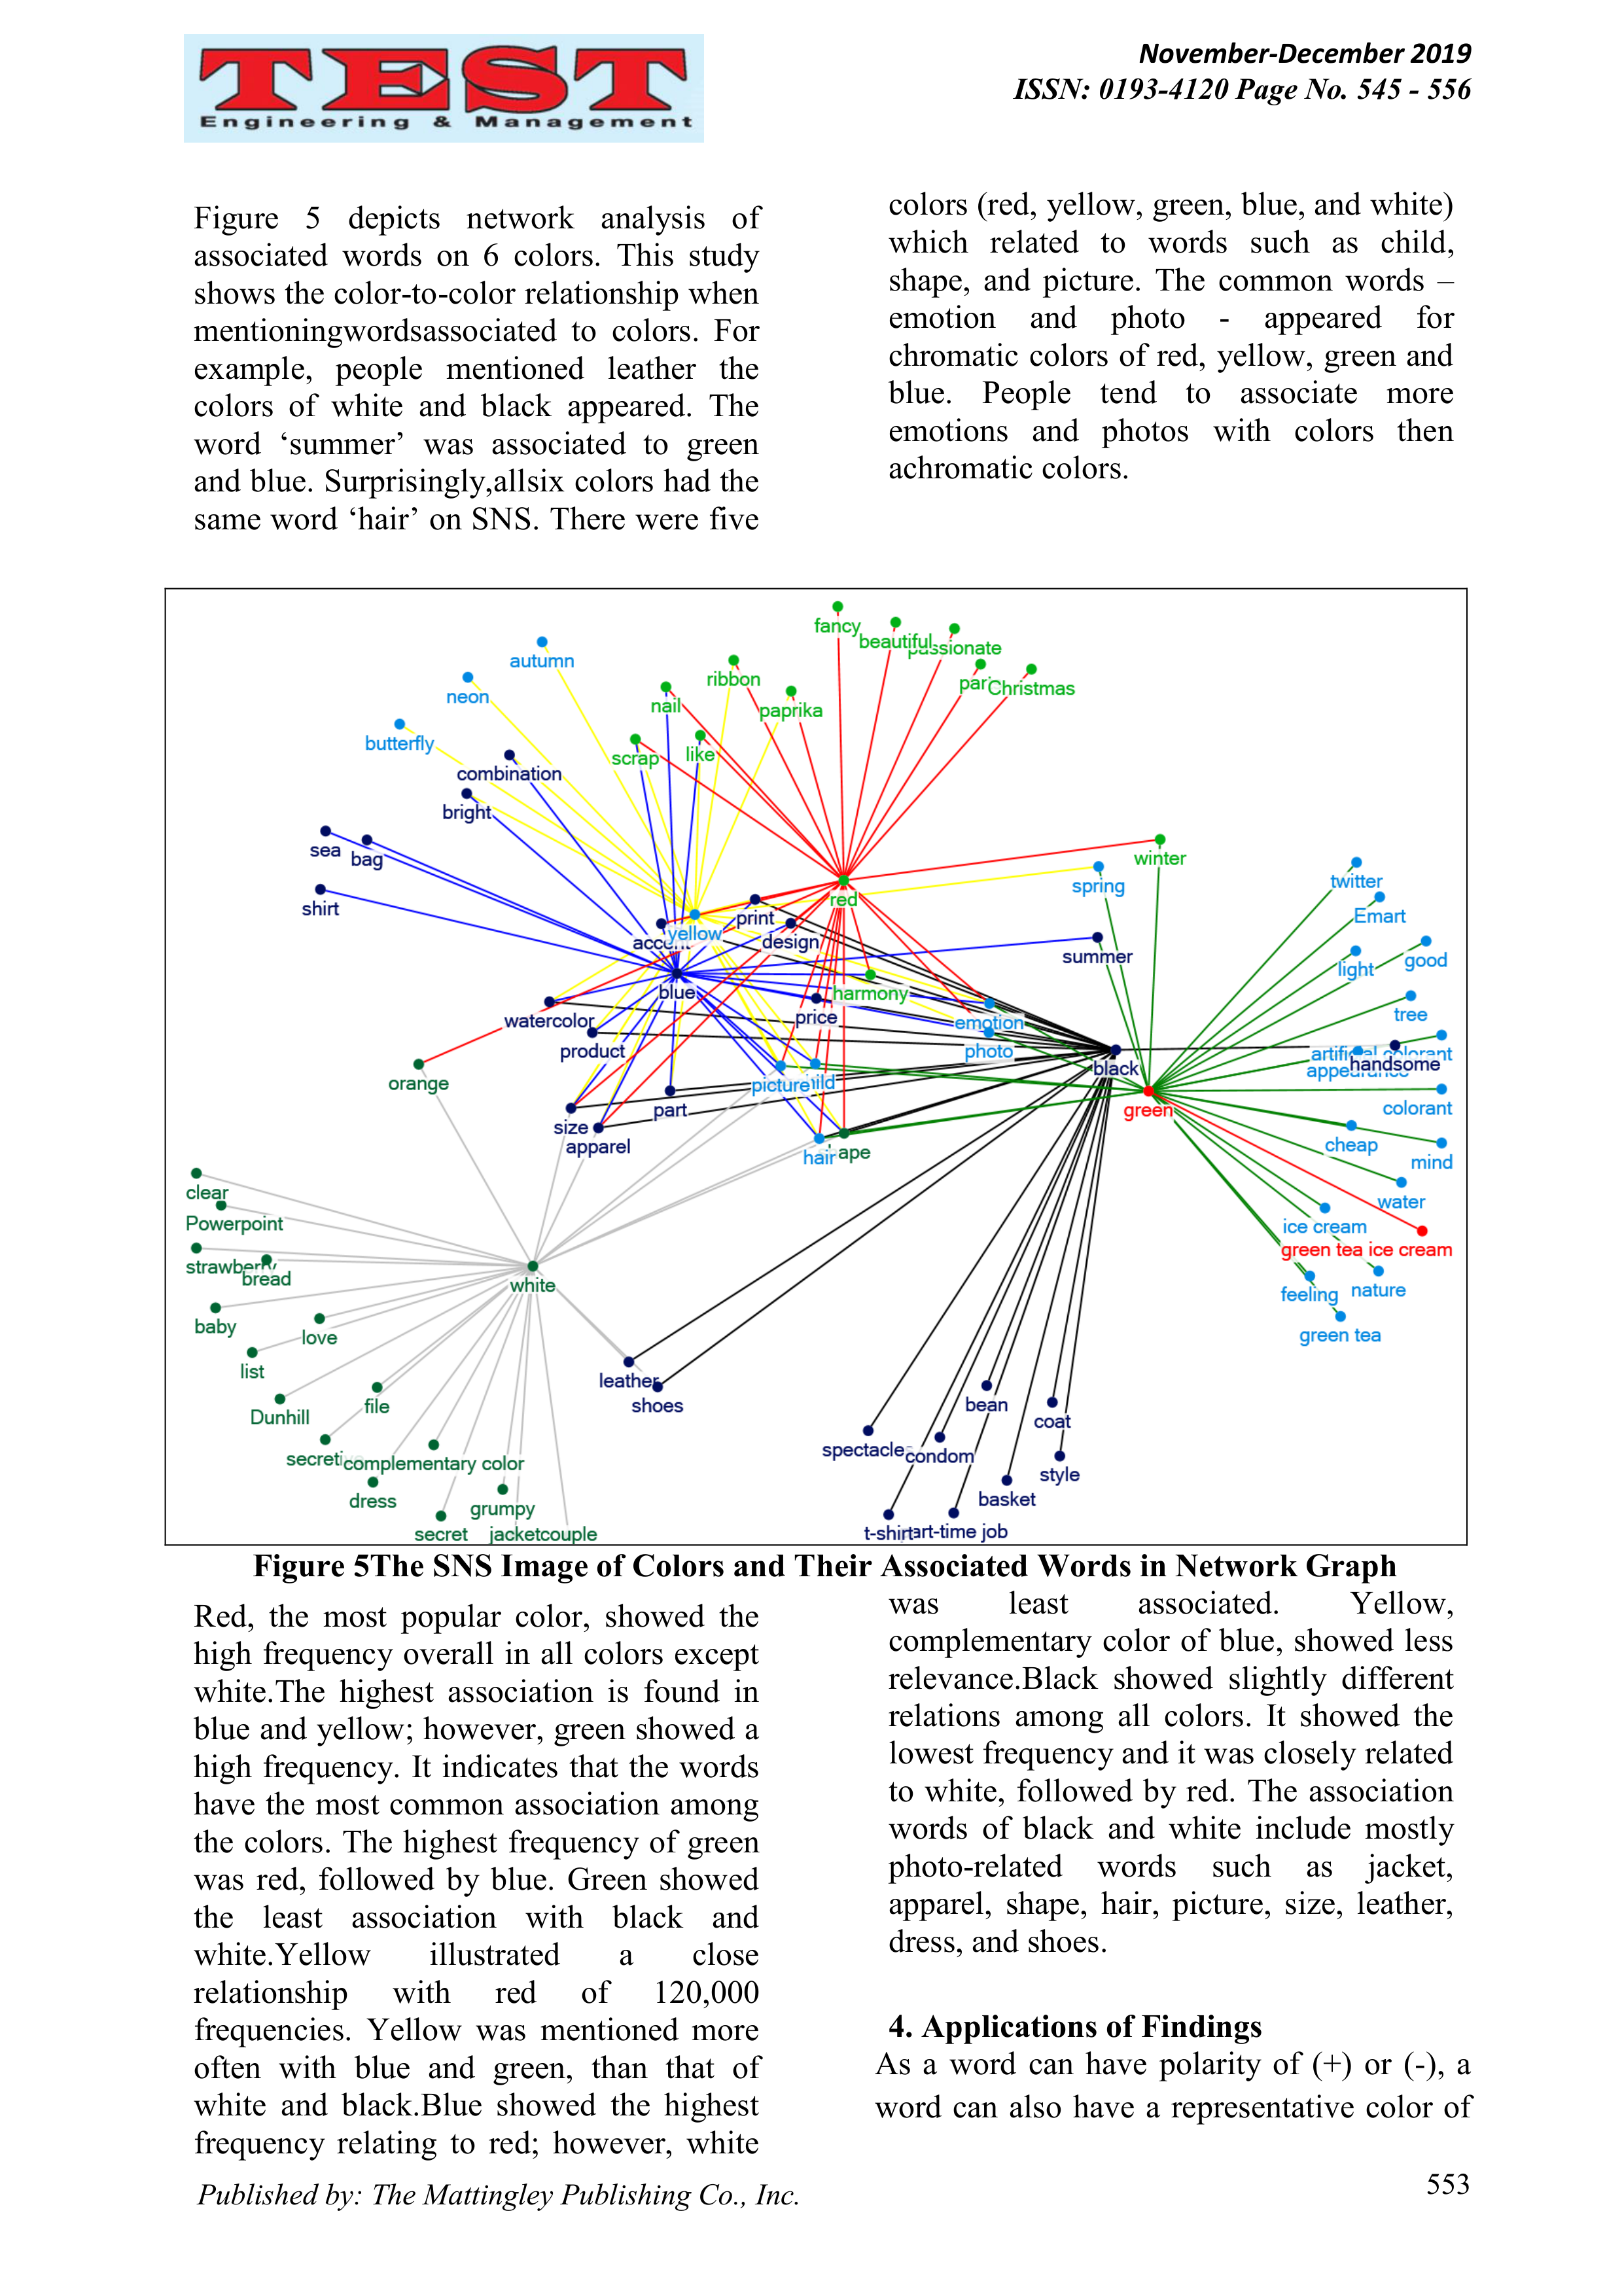 TEST
Engineering & Management
November-December 2019
ISSN: 0193-4120 Page No. 545 - 556
Figure 5 depicts network analysis of
associated words on 6 colors. This study
shows the color-to-color relationship when
mentioningwordsassociated to colors. For
example, people mentioned leather the
colors of white and black appeared. The
word ‘summer’ was associated to green
and blue. Surprisingly,allsix colors had the
same word ‘hair’ on SNS. There were five
colors (red, yellow, green, blue, and white)
which related to words such as child,
shape, and picture. The common words –
emotion and photo - appeared for
chromatic colors of red, yellow, green and
blue. People tend to associate more
emotions and photos with colors then
achromatic colors.
fancy
beautiful
passionate
Christmas
autumn
neon
butterfly
ribbon
nail
paprika
scrap
like
combination
bright
sea
bag
shirt
winter
spring
summer
red
print
yellow
design
blue
harmony
price
emotion
photo
watercolor
product
orange
picture
part
size
apparel
hair
black
green
twitter
Emart
light
good
tree
artificial colorant
handsome
colorant
cheap
mind
water
ice cream
green tea ice cream
feeling
nature
green tea
clear
Powerpoint
strawberry
bread
baby
love
list
Dunhill
file
white
complementary color
dress
grumpy
secret
jacket
couple
leather
shoes
bean
coat
spectacle
condom
style
basket
t-shirt
art-time job
Figure 5The SNS Image of Colors and Their Associated Words in Network Graph
Red, the most popular color, showed the
high frequency overall in all colors except
white.The highest association is found in
blue and yellow; however, green showed a
high frequency. It indicates that the words
have the most common association among
the colors. The highest frequency of green
was red, followed by blue. Green showed
the least association with black and
white.Yellow illustrated a close
relationship with red of 120,000
frequencies. Yellow was mentioned more
often with blue and green, than that of
white and black.Blue showed the highest
frequency relating to red; however, white
was least associated. Yellow,
complementary color of blue, showed less
relevance.Black showed slightly different
relations among all colors. It showed the
lowest frequency and it was closely related
to white, followed by red. The association
words of black and white include mostly
photo-related words such as jacket,
apparel, shape, hair, picture, size, leather,
dress, and shoes.
4. Applications of Findings
As a word can have polarity of (+) or (-), a
word can also have a representative color of
Published by: The Mattingley Publishing Co., Inc.
553